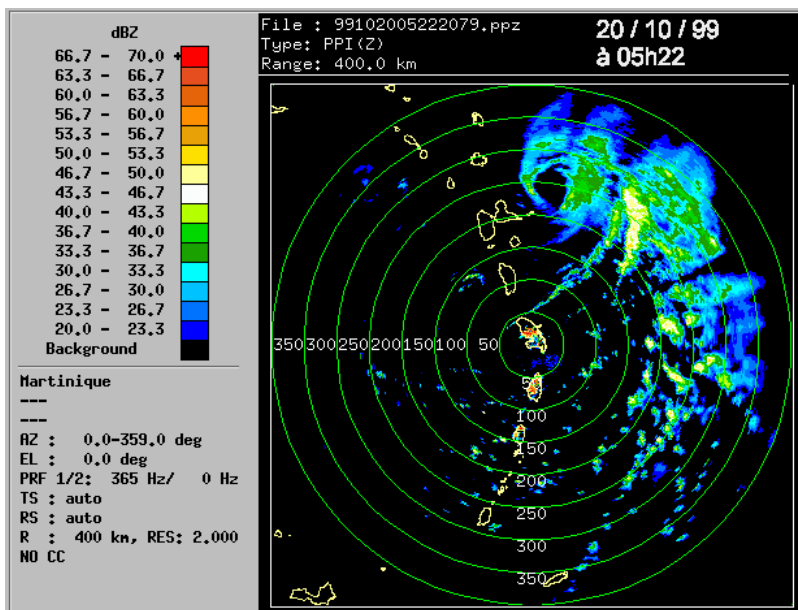 dBZ
66.7 - 70.0 +
63.3 - 66.7
60.0 - 63.3
56.7 - 60.0
53.3 - 56.7
50.0 - 53.3
46.7 - 50.0
43.3 - 46.7
40.0 - 43.3
36.7 - 40.0
33.3 - 36.7
30.0 - 33.3
26.7 - 30.0
23.3 - 26.7
20.0 - 23.3
Background
Martinique
---
---
AZ : 0.0-359.0 deg
EL : 0.0 deg
PRF 1/2: 365 Hz/ 0 Hz
TS : auto
RS : auto
R : 400 km, RES: 2.000
NO CC
File : 99102005222079.ppz
Type: PPI(Z)
Range: 400.0 km
20 / 10 / 99
à 05h22
350 300 250 200 150 100 50
50
100
150
200
250
300
350